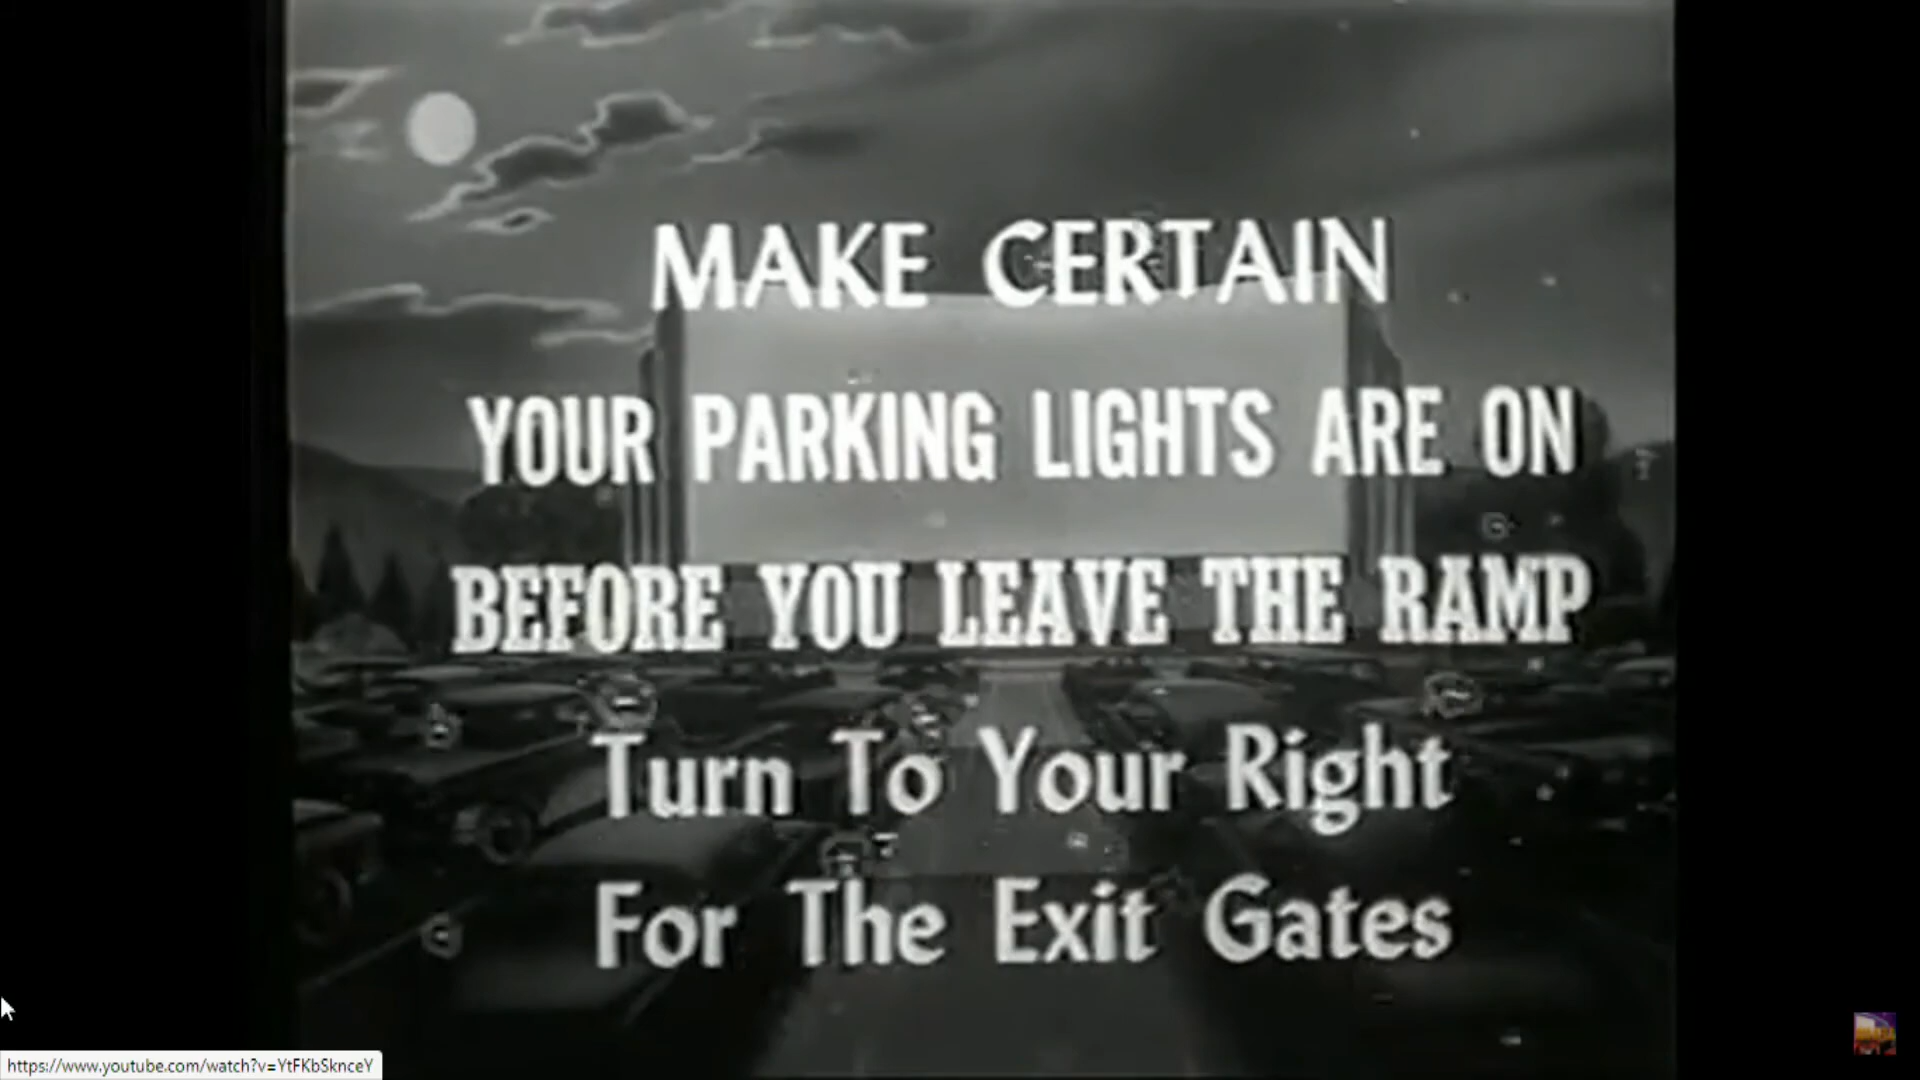 MAKE CERTAIN
YOUR PARKING LIGHTS ARE ON
BEFORE YOU LEAVE THE RAMP
Turn To Your Right
For The Exit Gates
https://www.youtube.com/watch?v=YtFKbSknceY